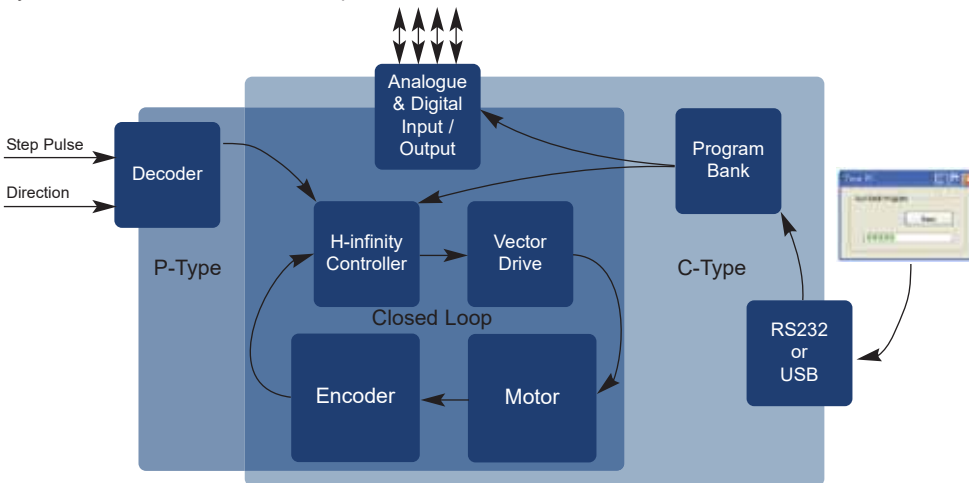 Analogue
& Digital
Input /
Output
Step Pulse
Direction
Decoder
Program
Bank
H-infinity
Controller
Vector
Drive
P-Type
C-Type
Closed Loop
RS232
or
USB
Encoder
Motor